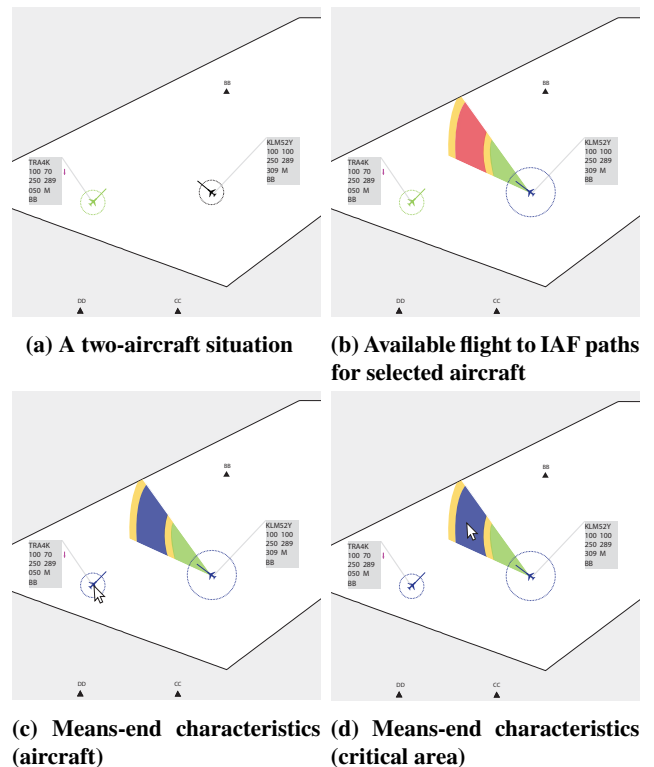 BB
KLM52Y
100 100
250 289
309 M
BB
TRA4K
100 70
250 289
050 M
BB
DD
CC
(a) A two-aircraft situation
BB
KLM52Y
100 100
250 289
309 M
BB
TRA4K
100 70
250 289
050 M
BB
DD
CC
(b) Available flight to IAF paths
for selected aircraft
BB
KLM52Y
100 100
250 289
309 M
BB
TRA4K
100 70
250 289
050 M
BB
DD
CC
(c) Means-end characteristics
(aircraft)
BB
KLM52Y
100 100
250 289
309 M
BB
TRA4K
100 70
250 289
050 M
BB
DD
CC
(d) Means-end characteristics
(critical area)